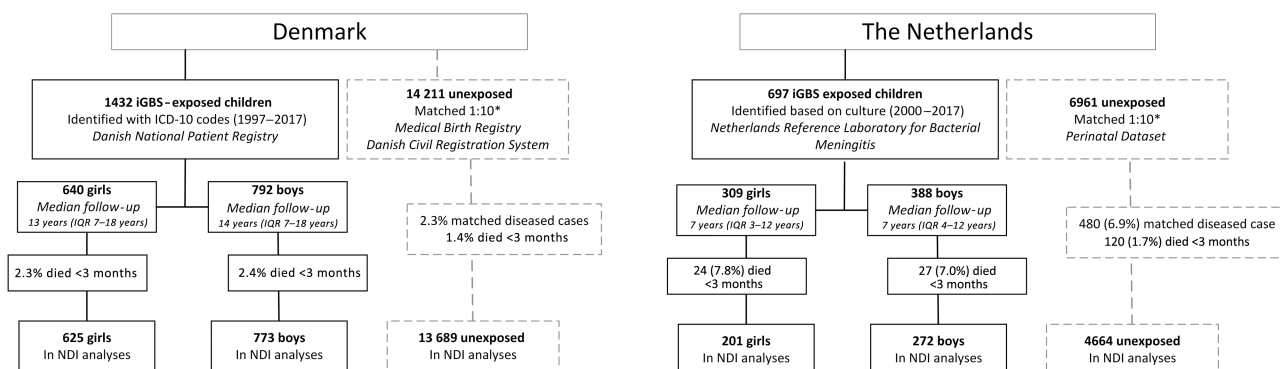 Denmark
1432 iGBS-exposed children
Identified with ICD-10 codes (1997–2017)
Danish National Patient Registry
14 211 unexposed
Matched 1:10*
Medical Birth Registry
Danish Civil Registration System
640 girls
Median follow-up
13 years (IQR 7–18 years)
792 boys
Median follow-up
14 years (IQR 7–18 years)
2.3% matched diseased cases
1.4% died <3 months
2.3% died <3 months
2.4% died <3 months
625 girls
In NDI analyses
773 boys
In NDI analyses
13 689 unexposed
In NDI analyses
The Netherlands
697 iGBS exposed children
Identified based on culture (2000–2017)
Netherlands Reference Laboratory for Bacterial
Meningitis
6961 unexposed
Matched 1:10*
Perinatal Dataset
309 girls
Median follow-up
7 years (IQR 3–12 years)
388 boys
Median follow-up
7 years (IQR 4–12 years)
480 (6.9%) matched diseased case
120 (1.7%) died <3 months
24 (7.8%) died
<3 months
27 (7.0%) died
<3 months
201 girls
In NDI analyses
272 boys
In NDI analyses
4664 unexposed
In NDI analyses